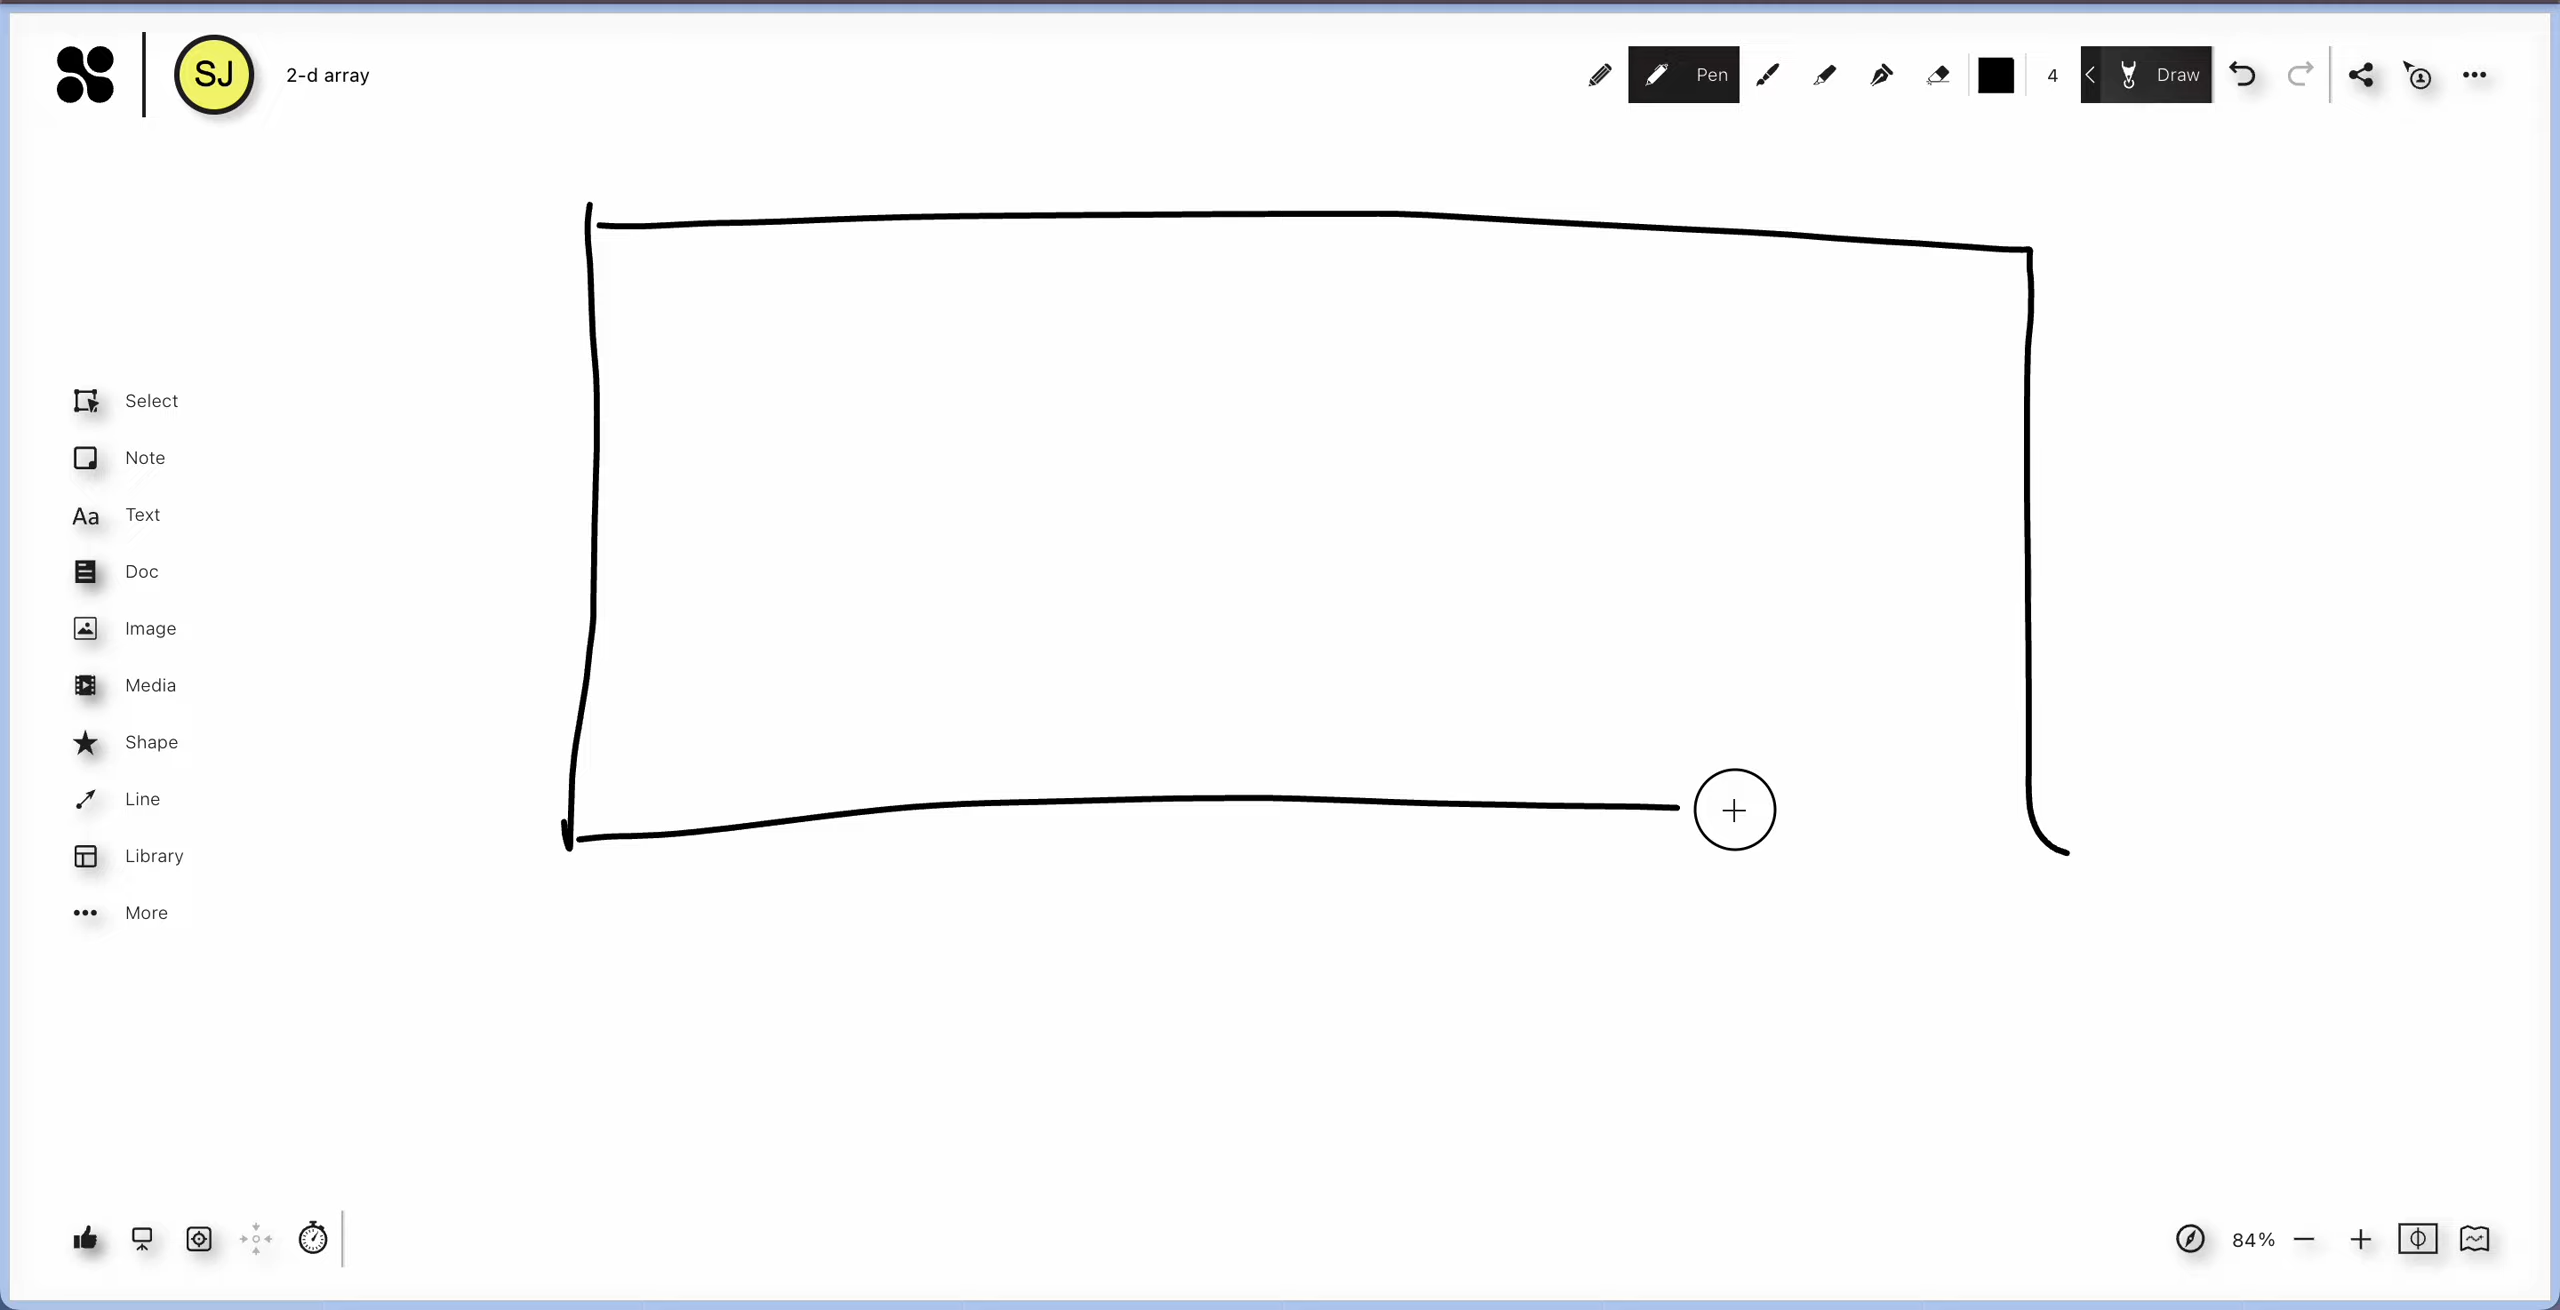 SJ 2-d array Pen 4 Draw
Select
Note
Aa Text
Doc
Image
Media
Shape
Line
Library
More
84%